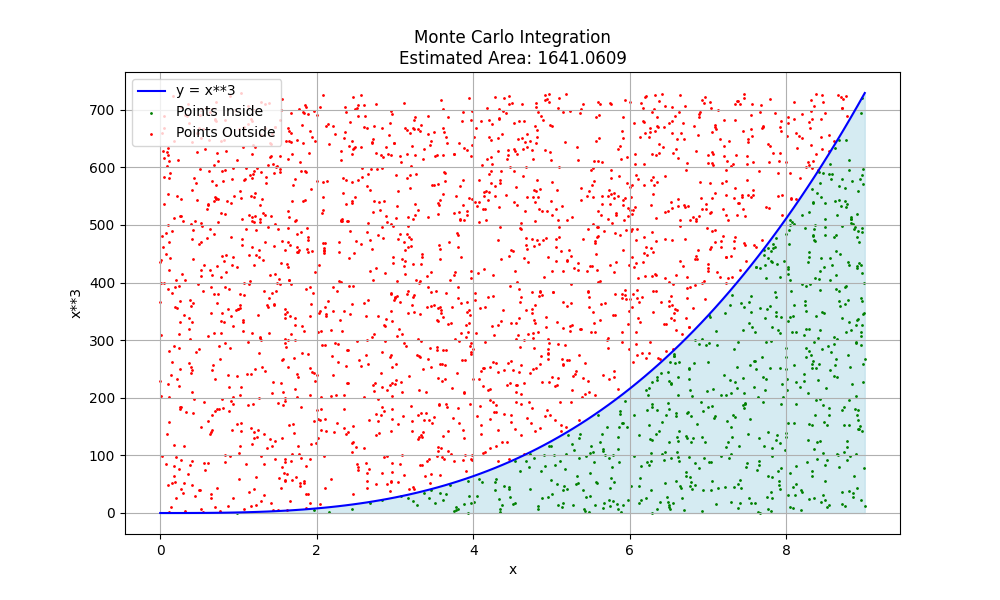 Monte Carlo Integration
Estimated Area: 1641.0609
y = x**3
Points Inside
Points Outside
700
600
500
400
300
200
100
0
x**3
0 2 4 6 8
x